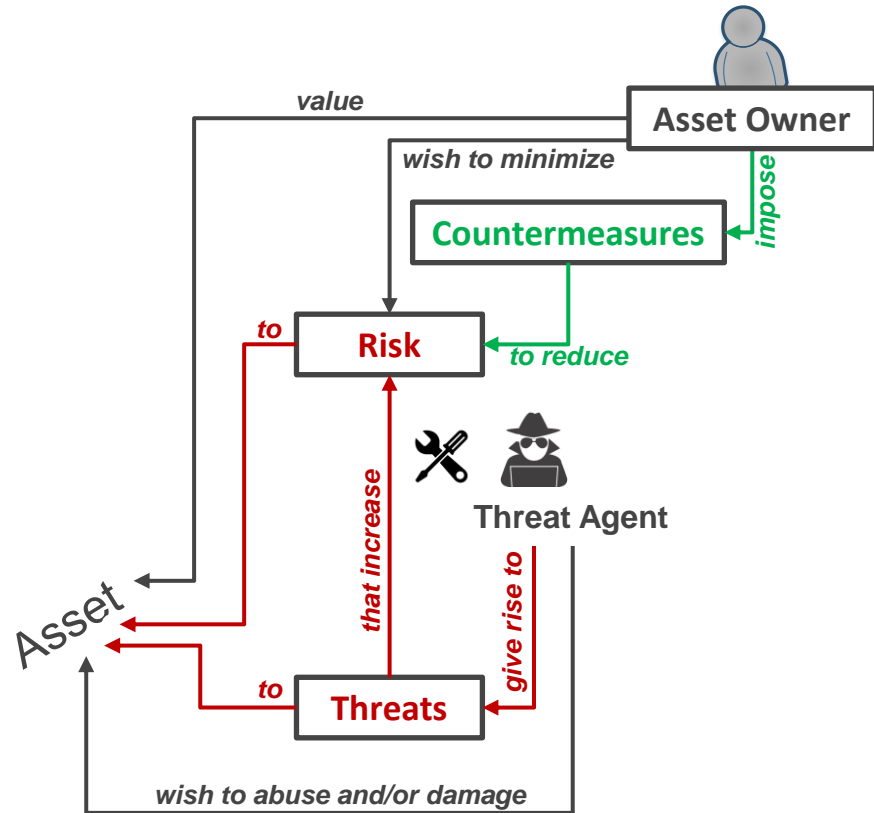 value
Asset Owner
wish to minimize
impose
Countermeasures
to
Risk
to reduce
that increase
Threat Agent
give rise to
Asset
to
Threats
wish to abuse and/or damage